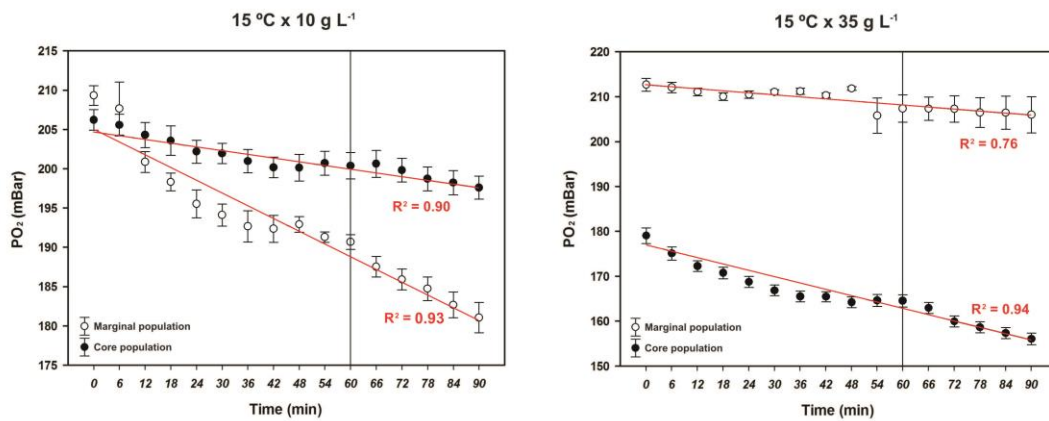 15 ºC x 10 g L⁻¹
PO₂ (mBar)
215
210
205
200
195
190
185
180
175
R² = 0.90
R² = 0.93
Marginal population
Core population
0 6 12 18 24 30 36 42 48 54 60 66 72 78 84 90
Time (min)
15 ºC x 35 g L⁻¹
PO₂ (mBar)
220
210
200
190
180
170
160
150
R² = 0.76
R² = 0.94
Marginal population
Core population
0 6 12 18 24 30 36 42 48 54 60 66 72 78 84 90
Time (min)